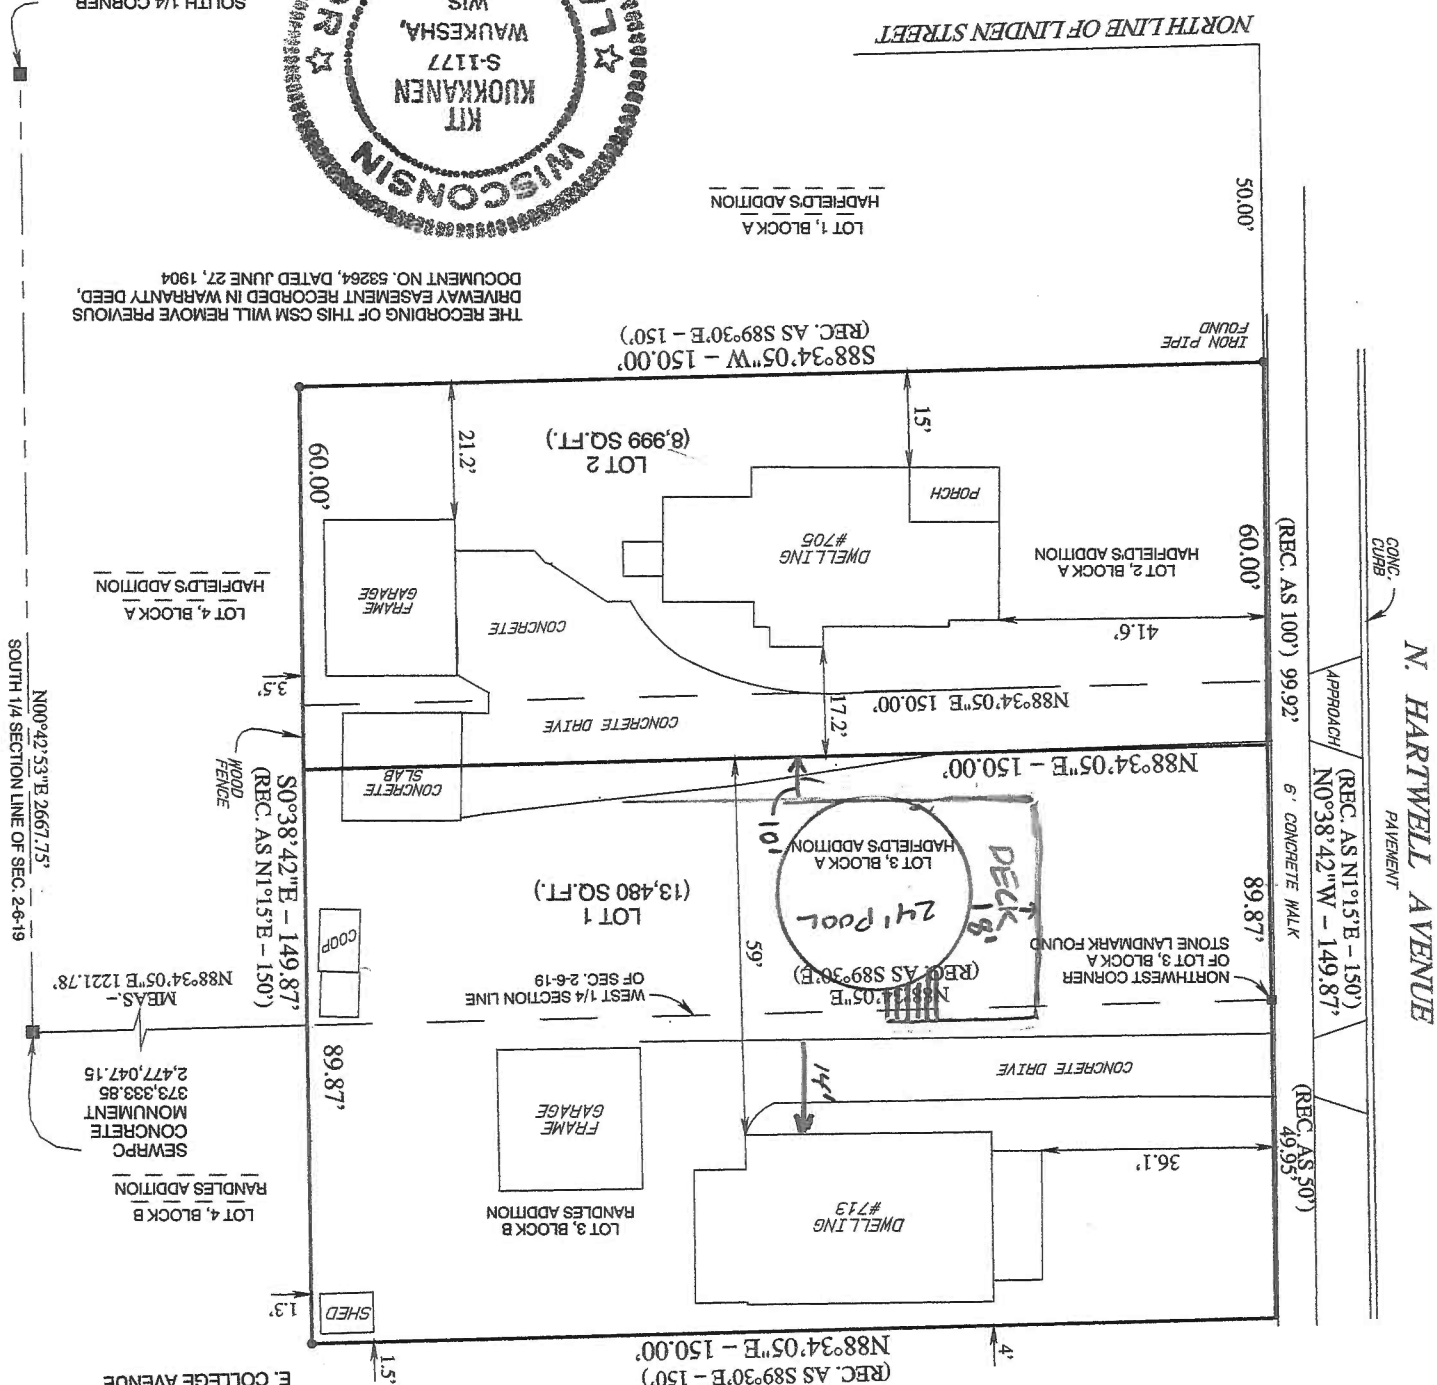 E. COLLEGE AVENUE
(REC. AS S89°30'E – 150')
N88°34'05"E – 150.00'
4'
1.5'
SHED
1.3'
DWELLING
#713
36.1'
LOT 3, BLOCK B
RANDLES ADDITION
FRAME
GARAGE
LOT 4, BLOCK B
RANDLES ADDITION
SEWRPC
CONCRETE
MONUMENT
373,333.85
2,477,047.15
(REC. AS 50')
49.95'
CONCRETE DRIVE
14'
89.87'
MEAS.–
N88°34'05"E 1221.78'
NORTHWEST CORNER
OF LOT 3, BLOCK A
STONE LANDMARK FOUND
N88°34'05"E
(REC. AS S89°30'E)
WEST 1/4 SECTION LINE
OF SEC. 2-6-19
59'
COOP
N. HARTWELL AVENUE
PAVEMENT
(REC. AS N1°15'E – 150')
N0°38'42"W – 149.87'
6' CONCRETE WALK
89.87'
24' POOL
DECK
18'
LOT 3, BLOCK A
HADFIELD'S ADDITION
10'
LOT 1
(13,480 SQ.FT.)
S0°38'42"E – 149.87'
(REC. AS N1°15'E – 150')
N00°42'53"E 2667.75'
SOUTH 1/4 SECTION LINE OF SEC. 2-6-19
CONCRETE
SLAB
WOOD
FENCE
N88°34'05"E – 150.00'
APPROACH
(REC. AS 100') 99.92'
N88°34'05"E 150.00'
17.2'
CONCRETE DRIVE
3.5'
41.6'
CONCRETE
CONC.
CURB
60.00'
LOT 2, BLOCK A
HADFIELD'S ADDITION
DWELLING
#705
PORCH
FRAME
GARAGE
LOT 4, BLOCK A
HADFIELD'S ADDITION
15'
LOT 2
(8,999 SQ.FT.)
21.2'
60.00'
IRON PIPE
FOUND
S88°34'05"W – 150.00'
(REC. AS S89°30'E – 150')
THE RECORDING OF THIS CSM WILL REMOVE PREVIOUS
DRIVEWAY EASEMENT RECORDED IN WARRANTY DEED,
DOCUMENT NO. 53264, DATED JUNE 27, 1904
50.00'
LOT 1, BLOCK A
HADFIELD'S ADDITION
WISCONSIN
KIT
KUOKKANEN
S-1177
WAUKESHA,
WIS
NORTH LINE OF LINDEN STREET
SOUTH 1/4 CORNER